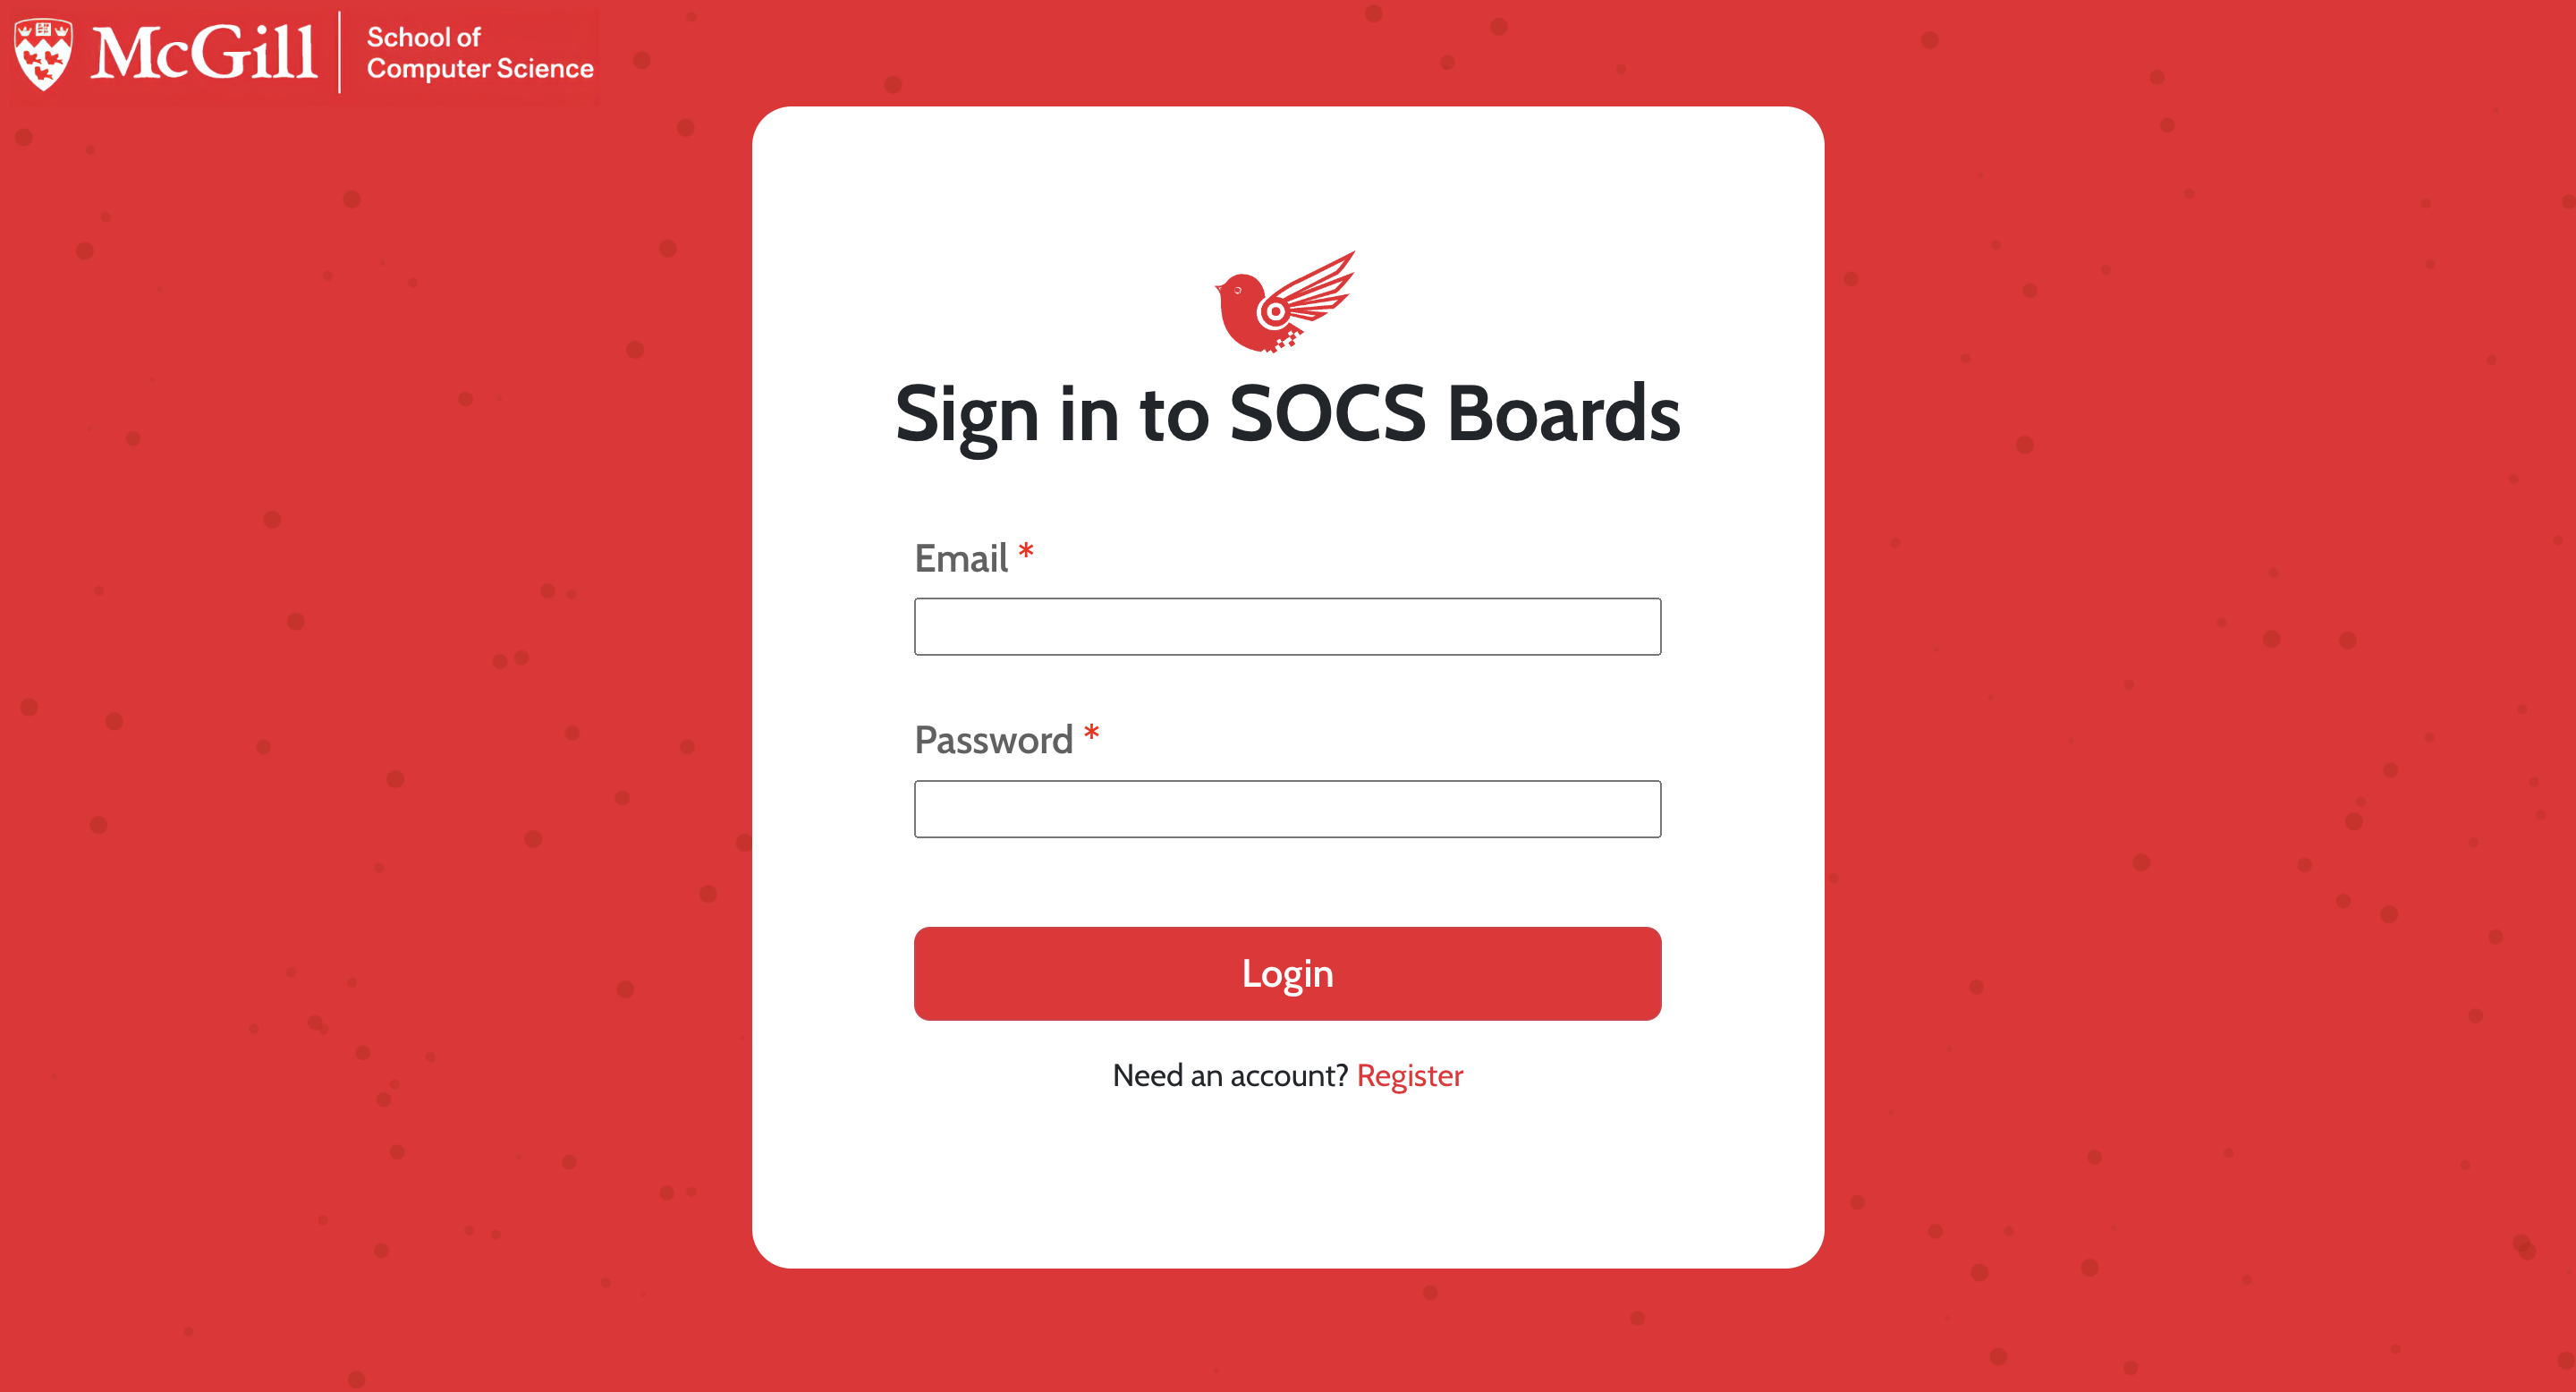 McGill
School of
Computer Science
Sign in to SOCS Boards
Email *
Password *
Login
Need an account? Register